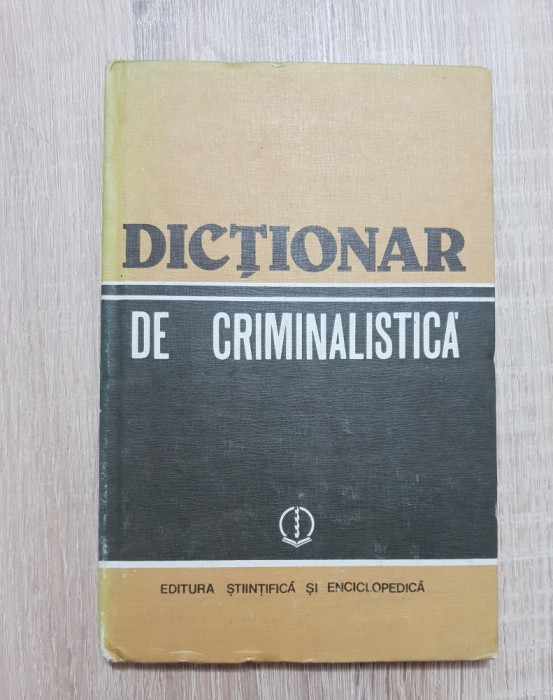 DICȚIONAR
DE CRIMINALISTICĂ
EDITURA ȘTIINȚIFICĂ ȘI ENCICLOPEDICĂ